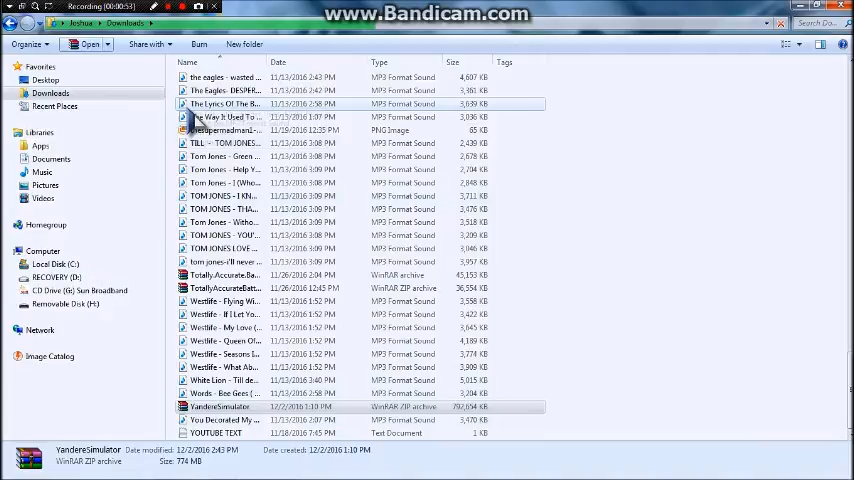 Recording [00:00:53]
www.Bandicam.com
Joshua ▸ Downloads ▸
Search Do...
Organize Open Share with Burn New folder
Name Date Type Size Tags
Favorites
Desktop
Downloads
Recent Places
Libraries
Apps
Documents
Music
Pictures
Videos
Homegroup
Computer
Local Disk (C:)
RECOVERY (D:)
CD Drive (G:) Sun Broadband
Removable Disk (H:)
Network
Image Catalog
the eagles - wasted ... 11/13/2016 2:43 PM MP3 Format Sound 4,607 KB
The Eagles- DESPER... 11/13/2016 2:42 PM MP3 Format Sound 3,361 KB
The Lyrics Of The B... 11/13/2016 2:58 PM MP3 Format Sound 3,639 KB
The Way It Used To ... 11/13/2016 1:07 PM MP3 Format Sound 3,036 KB
thesupermadman1-... 11/19/2016 12:35 PM PNG Image 65 KB
TILL - TOM JONES... 11/13/2016 3:08 PM MP3 Format Sound 2,439 KB
Tom Jones - Green ... 11/13/2016 3:08 PM MP3 Format Sound 2,678 KB
Tom Jones - Help Y... 11/13/2016 3:08 PM MP3 Format Sound 2,704 KB
Tom Jones - I (Who... 11/13/2016 3:08 PM MP3 Format Sound 2,848 KB
TOM JONES - I KN... 11/13/2016 3:09 PM MP3 Format Sound 3,711 KB
TOM JONES - THA... 11/13/2016 3:09 PM MP3 Format Sound 3,476 KB
Tom Jones - Witho... 11/13/2016 3:09 PM MP3 Format Sound 3,518 KB
TOM JONES - YOU'... 11/13/2016 3:09 PM MP3 Format Sound 3,308 KB
TOM JONES LOVE ... 11/13/2016 3:09 PM MP3 Format Sound 3,046 KB
tom jones-i'll never ... 11/13/2016 3:09 PM MP3 Format Sound 3,958 KB
Totally.Accurate.Ba... 11/26/2016 2:04 PM WinRAR archive 45,153 KB
TotallyAccurateBatt... 11/26/2016 12:45 PM WinRAR ZIP archive 36,554 KB
Westlife - Flying Wi... 11/13/2016 1:52 PM MP3 Format Sound 3,314 KB
Westlife - If I Let Yo... 11/13/2016 1:52 PM MP3 Format Sound 3,422 KB
Westlife - My Love (... 11/13/2016 1:52 PM MP3 Format Sound 3,644 KB
Westlife - Queen Of... 11/13/2016 1:52 PM MP3 Format Sound 4,189 KB
Westlife - Seasons I... 11/13/2016 1:52 PM MP3 Format Sound 3,774 KB
Westlife - What Ab... 11/13/2016 1:52 PM MP3 Format Sound 3,909 KB
White Lion - Till de... 11/13/2016 3:40 PM MP3 Format Sound 5,015 KB
Words - Bee Gees ( ... 11/13/2016 2:58 PM MP3 Format Sound 3,204 KB
YandereSimulator 12/2/2016 1:10 PM WinRAR ZIP archive 792,654 KB
You Decorated My ... 11/13/2016 2:07 PM MP3 Format Sound 3,470 KB
YOUTUBE TEXT 11/18/2016 7:45 PM Text Document 1 KB
YandereSimulator Date modified: 12/2/2016 2:43 PM Date created: 12/2/2016 1:10 PM
WinRAR ZIP archive Size: 774 MB